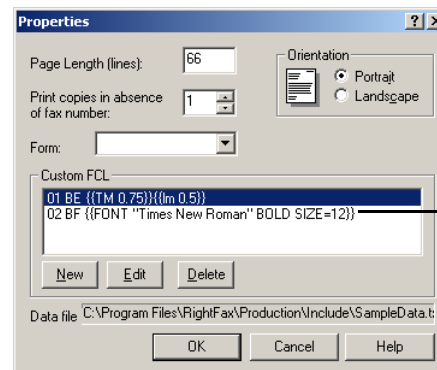 Properties
Page Length (lines): 66
Orientation
Portrait
Landscape
Print copies in absence of fax number: 1
Form:
Custom FCL
01 BE {{TM 0.75}}{{lm 0.5}}
02 BF {{FONT "Times New Roman" BOLD SIZE=12}}
New Edit Delete
Data file C:\Program Files\RightFax\Production\Include\SampleData.t
OK Cancel Help